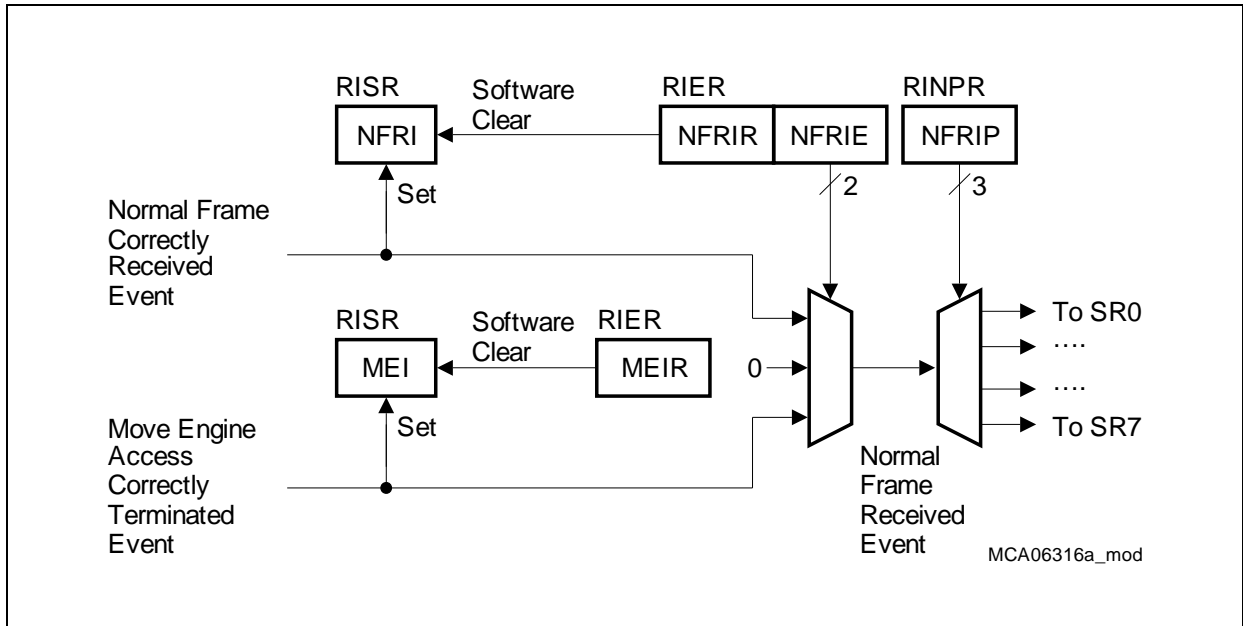 RISR
Software
Clear
RIER
RINPR
NFRI
NFRIR
NFRIE
NFRIP
Set
2
3
Normal Frame
Correctly
Received
Event
RISR
Software
Clear
RIER
MEI
MEIR
0
To SR0
....
....
To SR7
Set
Move Engine
Access
Correctly
Terminated
Event
Normal
Frame
Received
Event
MCA06316a_mod